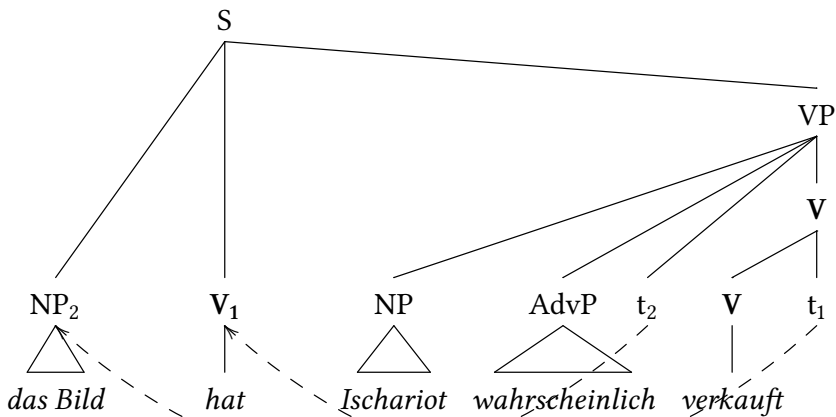 S
VP
V
NP₂ V₁ NP AdvP t₂ V t₁
das Bild hat Ischariot wahrscheinlich verkauft